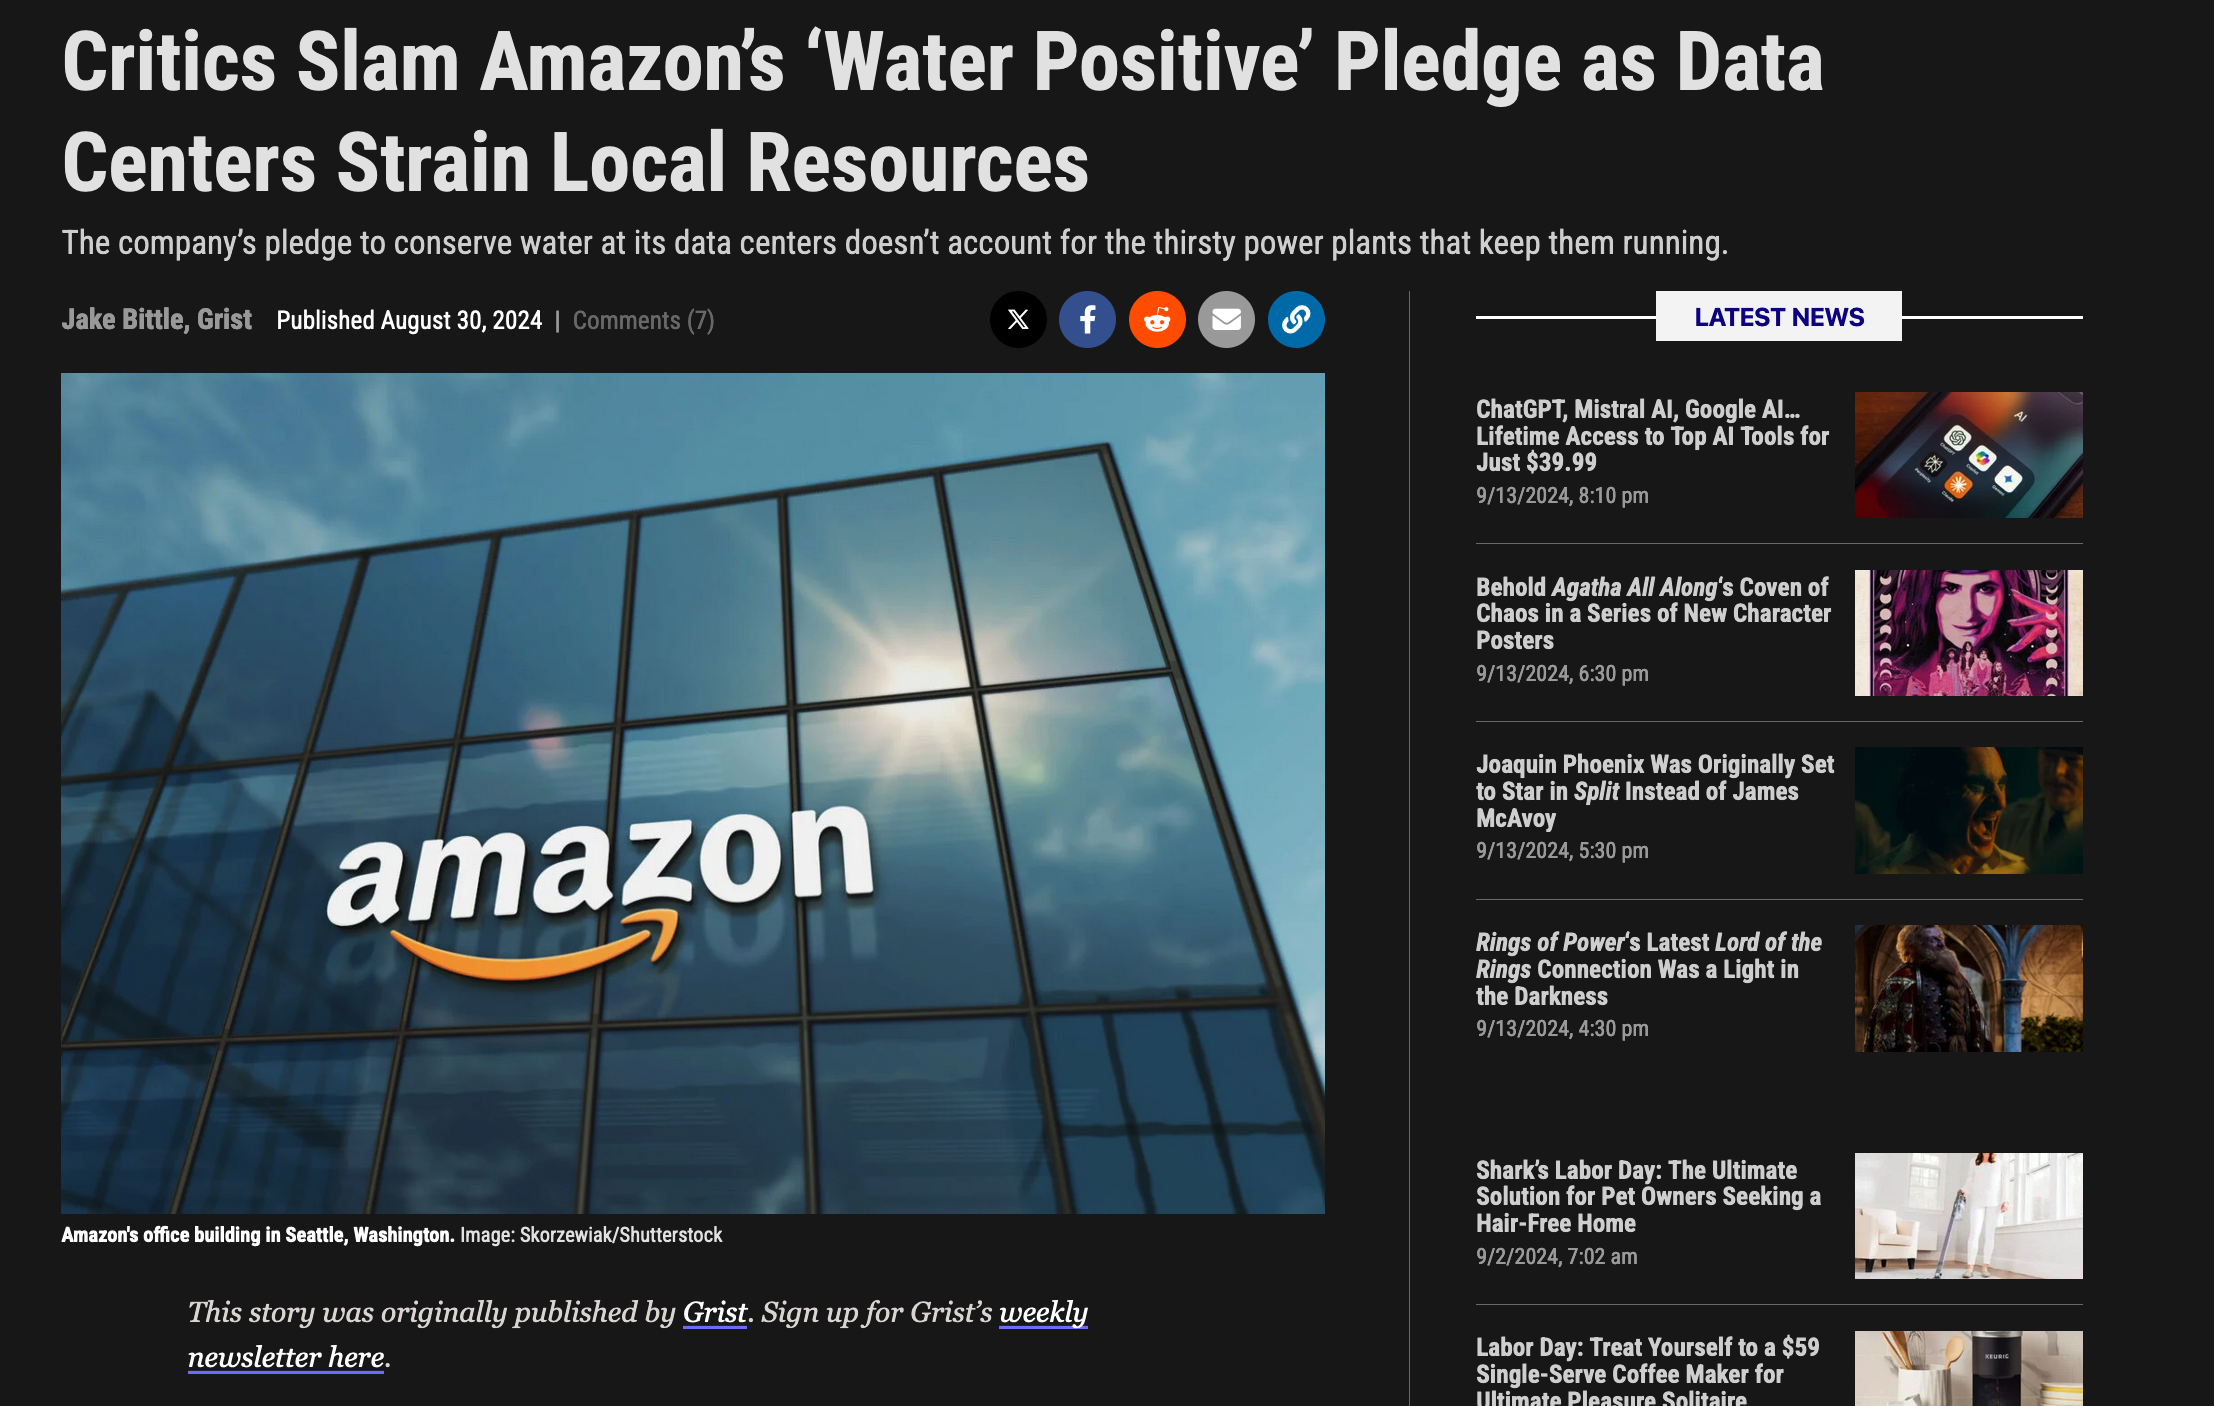 Critics Slam Amazon’s ‘Water Positive’ Pledge as Data
Centers Strain Local Resources
The company’s pledge to conserve water at its data centers doesn’t account for the thirsty power plants that keep them running.
Jake Bittle, Grist Published August 30, 2024 | Comments (7)
amazon
Amazon's office building in Seattle, Washington. Image: Skorzewiak/Shutterstock
This story was originally published by Grist. Sign up for Grist’s weekly
newsletter here.
LATEST NEWS
ChatGPT, Mistral AI, Google AI…
Lifetime Access to Top AI Tools for
Just $39.99
9/13/2024, 8:10 pm
AI
Behold Agatha All Along‘s Coven of
Chaos in a Series of New Character
Posters
9/13/2024, 6:30 pm
Joaquin Phoenix Was Originally Set
to Star in Split Instead of James
McAvoy
9/13/2024, 5:30 pm
Rings of Power‘s Latest Lord of the
Rings Connection Was a Light in
the Darkness
9/13/2024, 4:30 pm
Shark’s Labor Day: The Ultimate
Solution for Pet Owners Seeking a
Hair-Free Home
9/2/2024, 7:02 am
Labor Day: Treat Yourself to a $59
Single-Serve Coffee Maker for
Ultimate Pleasure Solitaire
KEURIG